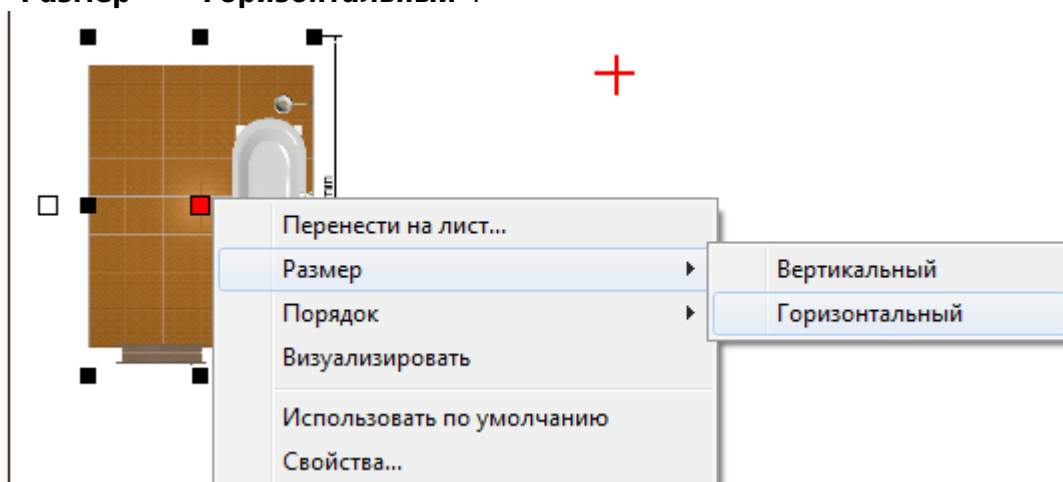 Перенести на лист...
Размер
Вертикальный
Порядок
Горизонтальный
Визуализировать
Использовать по умолчанию
Свойства...